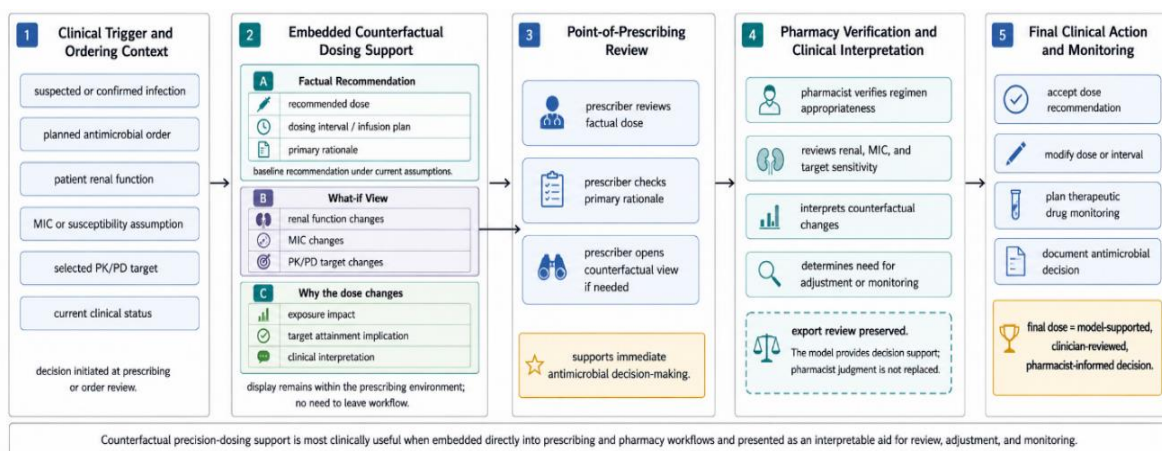 1
Clinical Trigger and
Ordering Context
suspected or confirmed infection
planned antimicrobial order
patient renal function
MIC or susceptibility assumption
selected PK/PD target
current clinical status
decision initiated at prescribing
or order review.
2
Embedded Counterfactual
Dosing Support
A
Factual Recommendation
recommended dose
dosing interval / infusion plan
primary rationale
baseline recommendation under current assumptions.
B
What-if View
renal function changes
MIC changes
PK/PD target changes
C
Why the dose changes
exposure impact
target attainment implication
clinical interpretation
display remains within the prescribing environment;
no need to leave workflow.
3
Point-of-Prescribing
Review
prescriber reviews
factual dose
prescriber checks
primary rationale
prescriber opens
counterfactual view
if needed
supports immediate
antimicrobial decision-making.
4
Pharmacy Verification and
Clinical Interpretation
pharmacist verifies regimen
appropriateness
reviews renal, MIC, and
target sensitivity
interprets counterfactual
changes
determines need for
adjustment or monitoring
export review preserved.
The model provides decision support;
pharmacist judgment is not replaced.
5
Final Clinical Action
and Monitoring
accept dose
recommendation
modify dose or interval
plan therapeutic
drug monitoring
document antimicrobial
decision
final dose = model-supported,
clinician-reviewed,
pharmacist-informed decision.
Counterfactual precision-dosing support is most clinically useful when embedded directly into prescribing and pharmacy workflows and presented as an interpretable aid for review, adjustment, and monitoring.